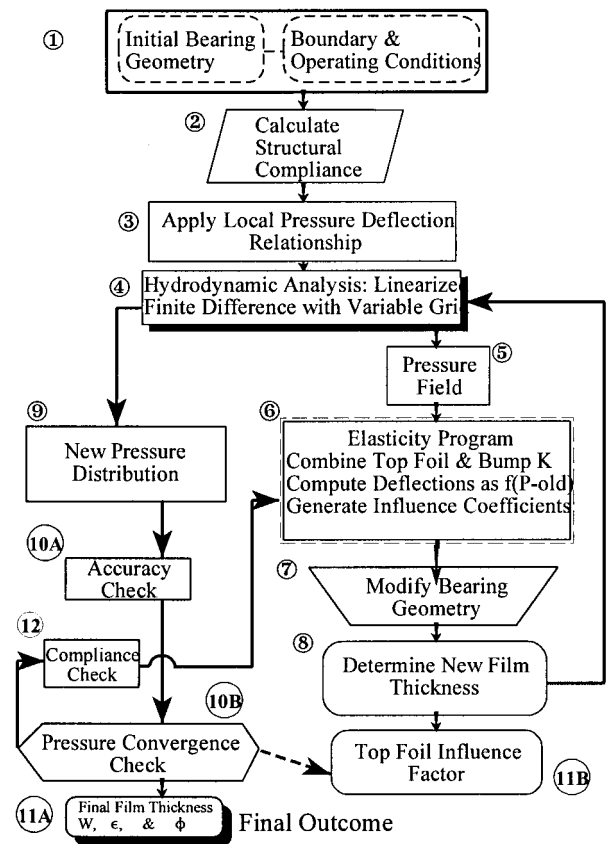 ①
Initial Bearing
Geometry
Boundary &
Operating Conditions
②
Calculate
Structural
Compliance
③
Apply Local Pressure Deflection
Relationship
④
Hydrodynamic Analysis: Linearize
Finite Difference with Variable Gri
⑤
Pressure
Field
⑥
Elasticity Program
Combine Top Foil & Bump K
Compute Deflections as f(P-old)
Generate Influence Coefficients
⑦
Modify Bearing
Geometry
⑧
Determine New Film
Thickness
⑨
New Pressure
Distribution
10A
Accuracy
Check
12
Compliance
Check
10B
Pressure Convergence
Check
Top Foil Influence
Factor
11B
11A
Final Film Thickness
W, ϵ, & ϕ
Final Outcome